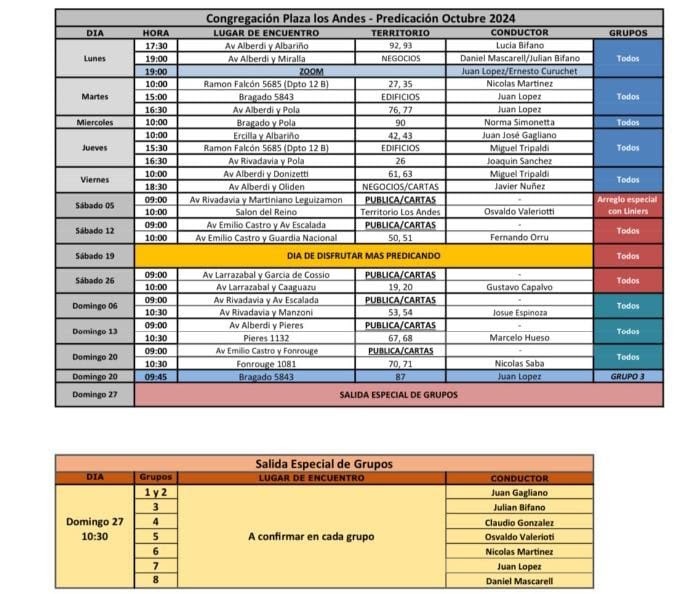 Congregación Plaza los Andes - Predicación Octubre 2024
DIA HORA LUGAR DE ENCUENTRO TERRITORIO CONDUCTOR GRUPOS
Lunes 17:30 Av Alberdi y Albariño 92, 93 Lucia Bifano Todos
19:00 Av Alberdi y Miralla NEGOCIOS Daniel Mascarell/Julian Bifano
19:00 ZOOM Juan Lopez/Ernesto Curuchet
Martes 10:00 Ramon Falcón 5685 (Dpto 12 B) 27, 35 Nicolas Martinez Todos
15:00 Bragado 5843 EDIFICIOS Juan Lopez
16:30 Av Alberdi y Pola 76, 77 Juan Lopez
Miercoles 10:00 Bragado y Pola 90 Norma Simonetta Todos
Jueves 10:00 Ercilla y Albariño 42, 43 Juan José Gagliano Todos
15:30 Ramon Falcón 5685 (Dpto 12 B) EDIFICIOS Miguel Tripaldi
16:30 Av Rivadavia y Pola 26 Joaquin Sanchez
Viernes 10:00 Av Alberdi y Donizetti 61, 63 Miguel Tripaldi Todos
18:30 Av Alberdi y Oliden NEGOCIOS/CARTAS Javier Nuñez
Sábado 05 09:00 Av Rivadavia y Martiniano Leguizamon PUBLICA/CARTAS - Arreglo especial
10:00 Salon del Reino Territorio Los Andes Osvaldo Valeriotti con Liniers
Sábado 12 09:00 Av Emilio Castro y Av Escalada PUBLICA/CARTAS - Todos
10:00 Av Emilio Castro y Guardia Nacional 50, 51 Fernando Orru
Sábado 19 DIA DE DISFRUTAR MAS PREDICANDO Todos
Sábado 26 09:00 Av Larrazabal y Garcia de Cossio PUBLICA/CARTAS - Todos
10:00 Av Larrazabal y Caaguazu 19, 20 Gustavo Capalvo
Domingo 06 09:00 Av Rivadavia y Av Escalada PUBLICA/CARTAS - Todos
10:30 Av Rivadavia y Manzoni 53, 54 Josue Espinoza
Domingo 13 09:00 Av Alberdi y Pieres PUBLICA/CARTAS - Todos
10:30 Pieres 1132 67, 68 Marcelo Hueso
Domingo 20 09:00 Av Emilio Castro y Fonrouge PUBLICA/CARTAS - Todos
10:30 Fonrouge 1081 70, 71 Nicolas Saba
Domingo 20 09:45 Bragado 5843 87 Juan Lopez GRUPO 3
Domingo 27 SALIDA ESPECIAL DE GRUPOS
Salida Especial de Grupos
DIA Grupos LUGAR DE ENCUENTRO CONDUCTOR
Domingo 27 10:30 1 y 2 A confirmar en cada grupo Juan Gagliano
3 Julian Bifano
4 Claudio Gonzalez
5 Osvaldo Valerioti
6 Nicolas Martinez
7 Juan Lopez
8 Daniel Mascarell